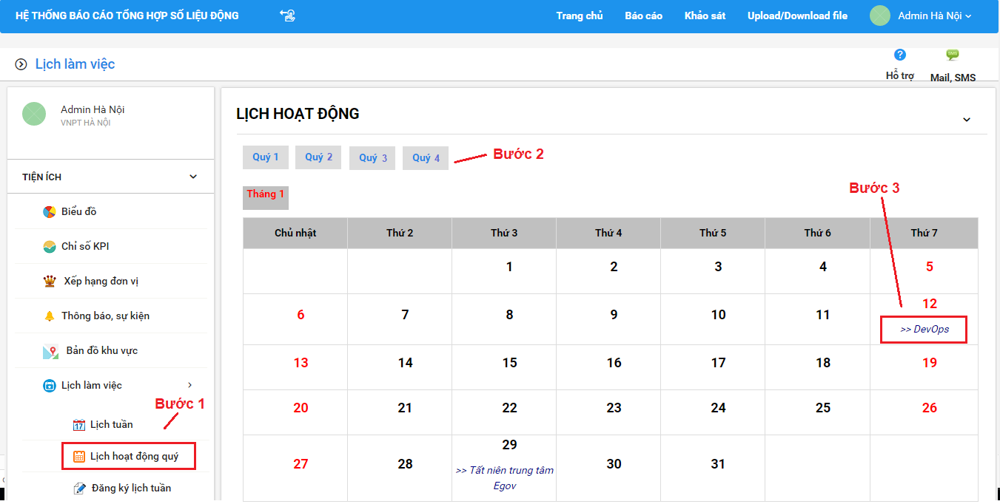 HỆ THỐNG BÁO CÁO TỔNG HỢP SỐ LIỆU ĐỘNG
Trang chủ Báo cáo Khảo sát Upload/Download file Admin Hà Nội
Lịch làm việc
Hỗ trợ
SMS
Mail, SMS
Admin Hà Nội
VNPT HÀ NỘI
TIỆN ÍCH
Biểu đồ
Chỉ số KPI
Xếp hạng đơn vị
Thông báo, sự kiện
Bản đồ khu vực
Lịch làm việc
Bước 1
17 Lịch tuần
Lịch hoạt động quý
Đăng ký lịch tuần
LỊCH HOẠT ĐỘNG
Quý 1 Quý 2 Quý 3 Quý 4
Bước 2
Bước 3
Tháng 1
Chủ nhật Thứ 2 Thứ 3 Thứ 4 Thứ 5 Thứ 6 Thứ 7
1 2 3 4 5
6 7 8 9 10 11 12
>> DevOps
13 14 15 16 17 18 19
20 21 22 23 24 25 26
27 28 29 30 31
>> Tất niên trung tâm
Egov